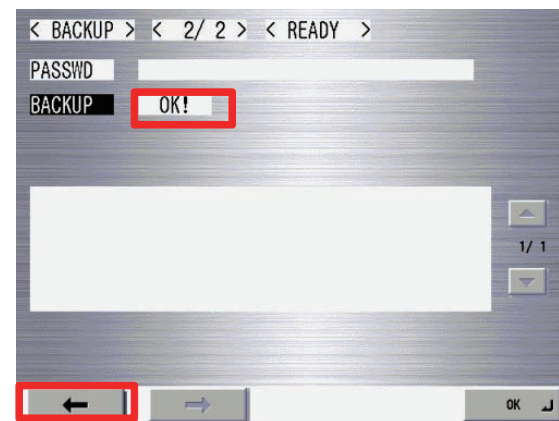 < BACKUP > < 2/ 2 > < READY >
PASSWD
BACKUP OK!
1/ 1
← → OK ↲